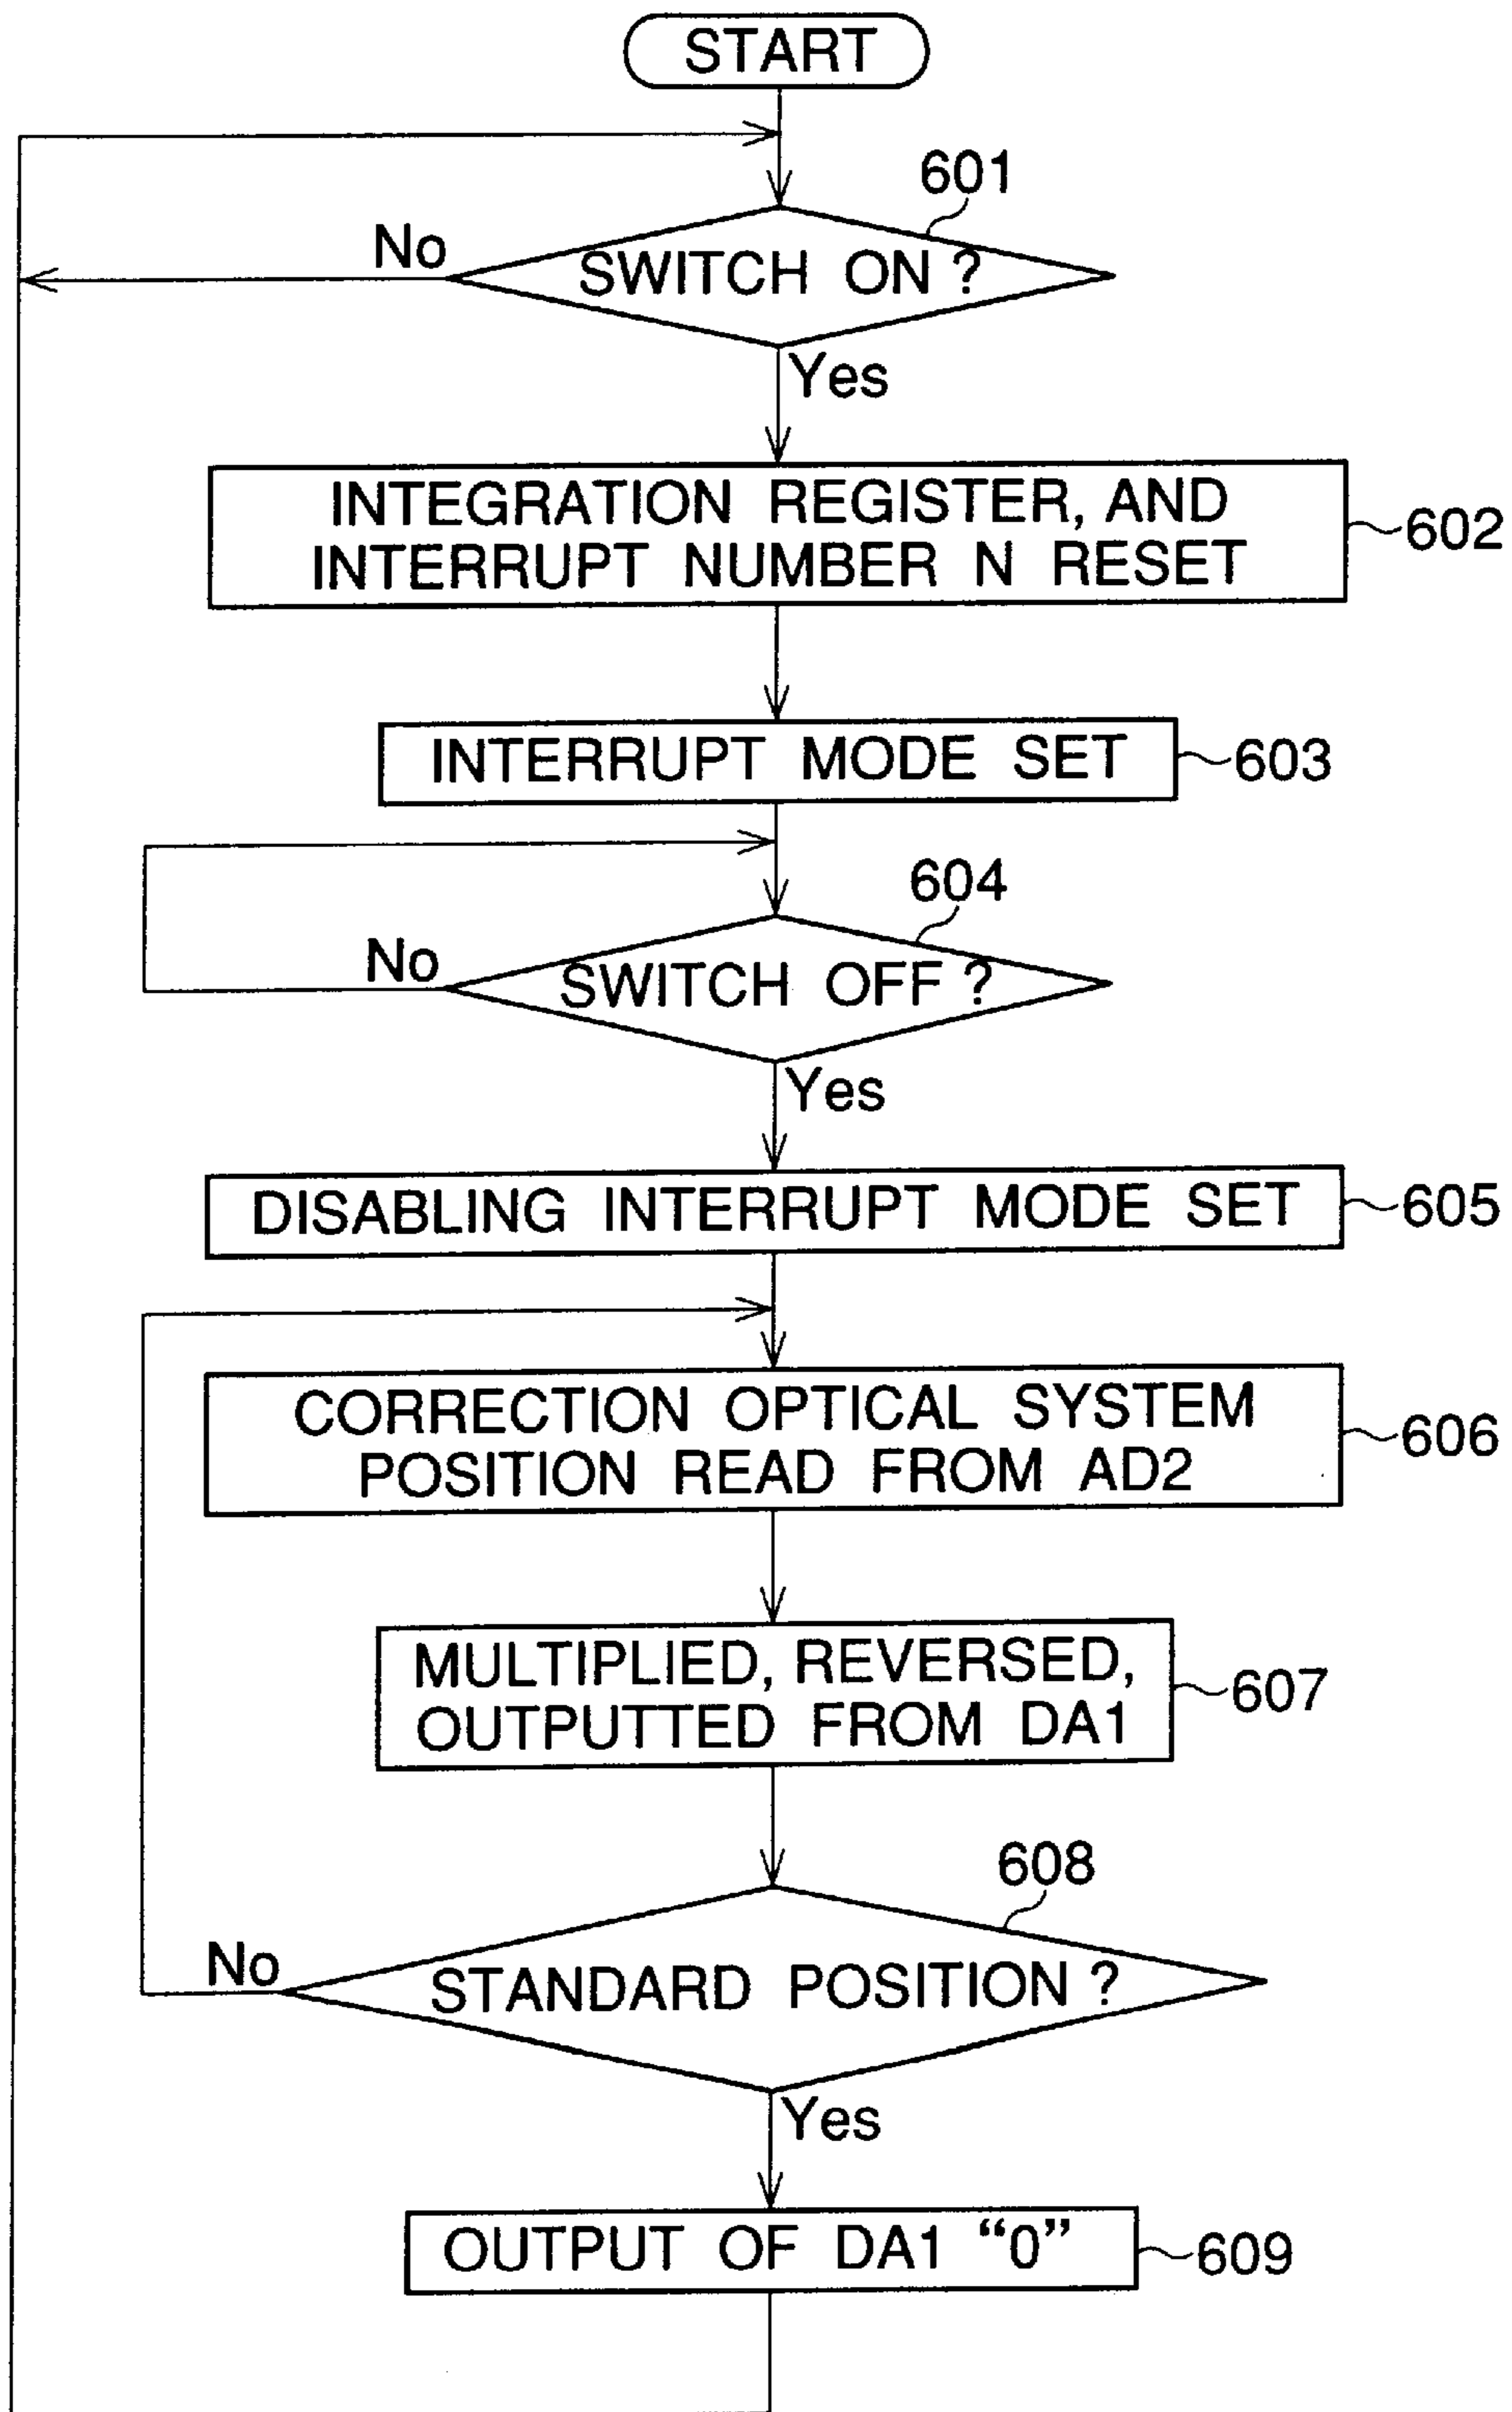 START
601
No
SWITCH ON ?
Yes
INTEGRATION REGISTER, AND
INTERRUPT NUMBER N RESET
602
INTERRUPT MODE SET
603
604
No
SWITCH OFF ?
Yes
DISABLING INTERRUPT MODE SET
605
CORRECTION OPTICAL SYSTEM
POSITION READ FROM AD2
606
MULTIPLIED, REVERSED,
OUTPUTTED FROM DA1
607
608
No
STANDARD POSITION ?
Yes
OUTPUT OF DA1 “0”
609